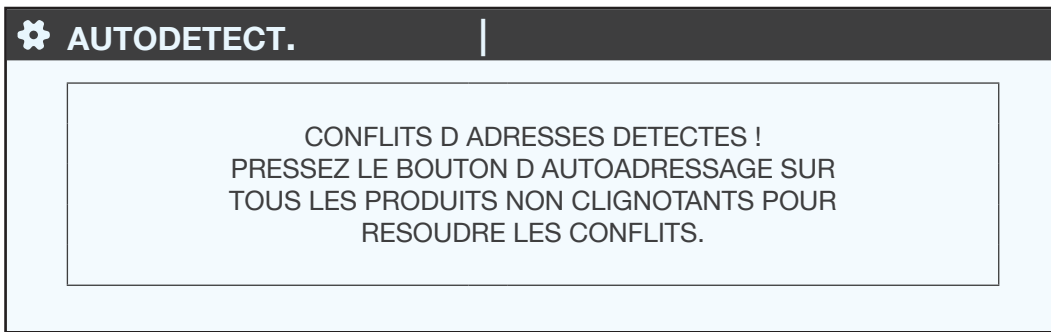 AUTODETECT.
CONFLITS D ADRESSES DETECTES !
PRESSEZ LE BOUTON D AUTOADRESSAGE SUR
TOUS LES PRODUITS NON CLIGNOTANTS POUR
RESOUDRE LES CONFLITS.